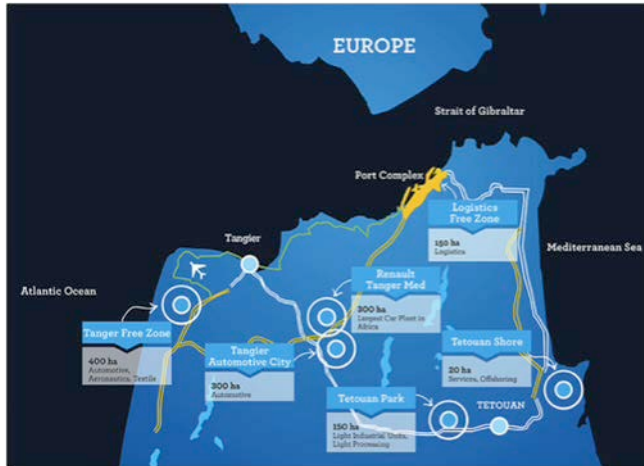 EUROPE
Strait of Gibraltar
Port Complex
Logistics
Free Zone
150 ha
Logistics
Mediterranean Sea
Tangier
Atlantic Ocean
Renault
Tanger Med
300 ha
Largest Car Plant in
Africa
Tanger Free Zone
400 ha
Automotive,
Aeronautics, Textile
Tangier
Automotive City
300 ha
Automotive
Tetouan Shore
20 ha
Services, Offshoring
Tetouan Park
150 ha
Light Industrial Units,
Light Processing
TETOUAN